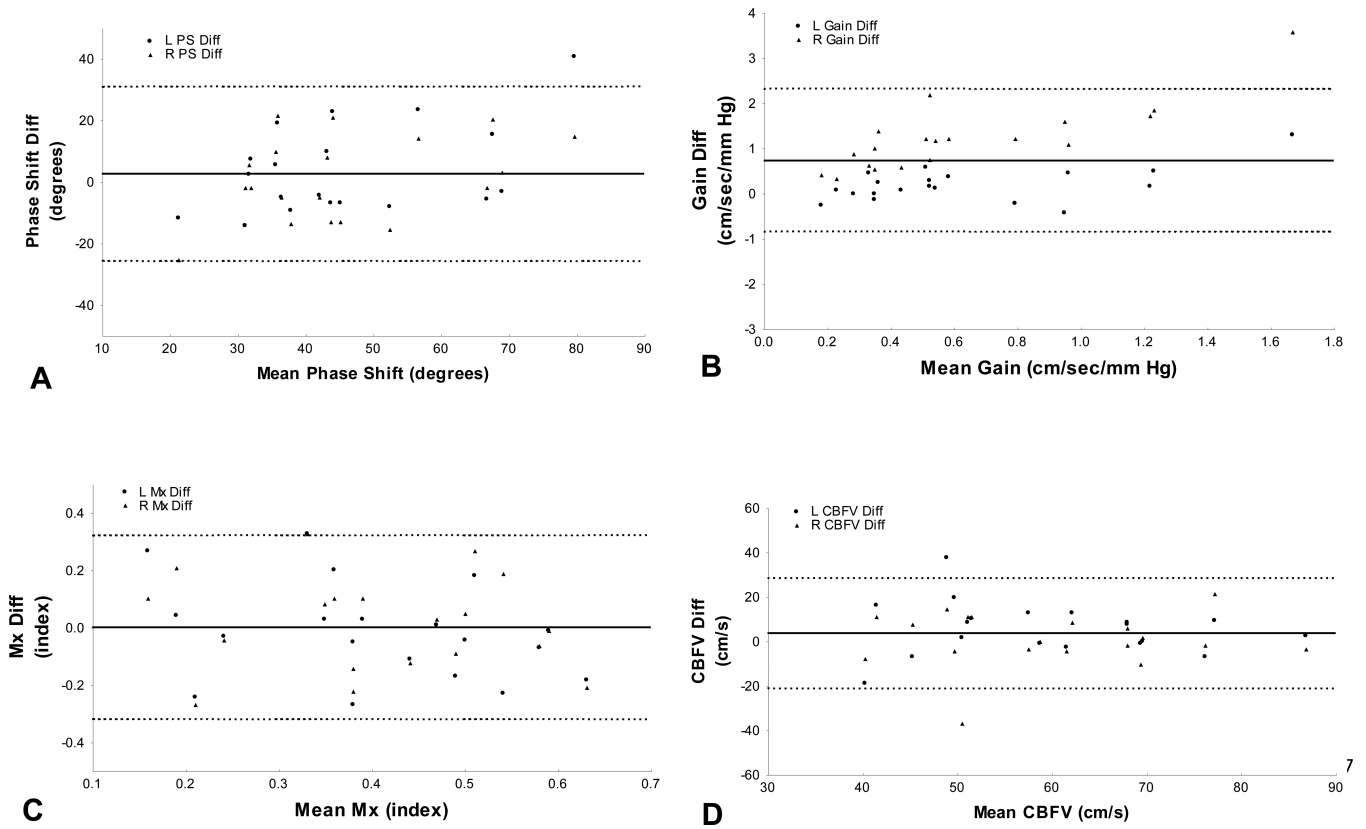 L PS Diff
R PS Diff
40
20
0
-20
-40
Phase Shift Diff
(degrees)
10 20 30 40 50 60 70 80 90
Mean Phase Shift (degrees)
A
L Gain Diff
R Gain Diff
4
3
2
1
0
-1
-2
-3
Gain Diff
(cm/sec/mm Hg)
0.0 0.2 0.4 0.6 0.8 1.0 1.2 1.4 1.6 1.8
Mean Gain (cm/sec/mm Hg)
B
L Mx Diff
R Mx Diff
0.4
0.2
0.0
-0.2
-0.4
Mx Diff
(index)
0.1 0.2 0.3 0.4 0.5 0.6 0.7
Mean Mx (index)
C
L CBFV Diff
R CBFV Diff
60
40
20
0
-20
-40
-60
CBFV Diff
(cm/s)
30 40 50 60 70 80 90
Mean CBFV (cm/s)
D
7